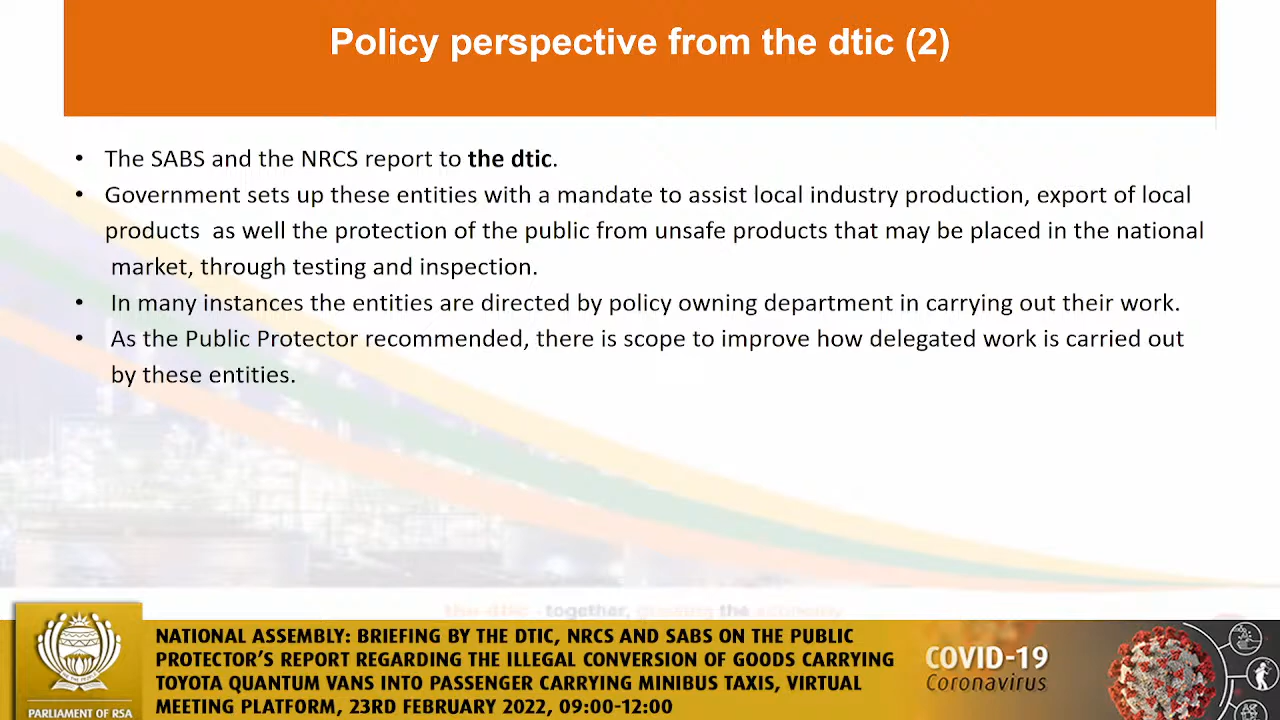 Policy perspective from the dtic (2)
• The SABS and the NRCS report to the dtic.
• Government sets up these entities with a mandate to assist local industry production, export of local
products as well the protection of the public from unsafe products that may be placed in the national
market, through testing and inspection.
• In many instances the entities are directed by policy owning department in carrying out their work.
• As the Public Protector recommended, there is scope to improve how delegated work is carried out
by these entities.
the dtic - together, growing the economy
NATIONAL ASSEMBLY: BRIEFING BY THE DTIC, NRCS AND SABS ON THE PUBLIC
PROTECTOR'S REPORT REGARDING THE ILLEGAL CONVERSION OF GOODS CARRYING
TOYOTA QUANTUM VANS INTO PASSENGER CARRYING MINIBUS TAXIS, VIRTUAL
MEETING PLATFORM, 23RD FEBRUARY 2022, 09:00-12:00
PARLIAMENT OF RSA
COVID-19
Coronavirus